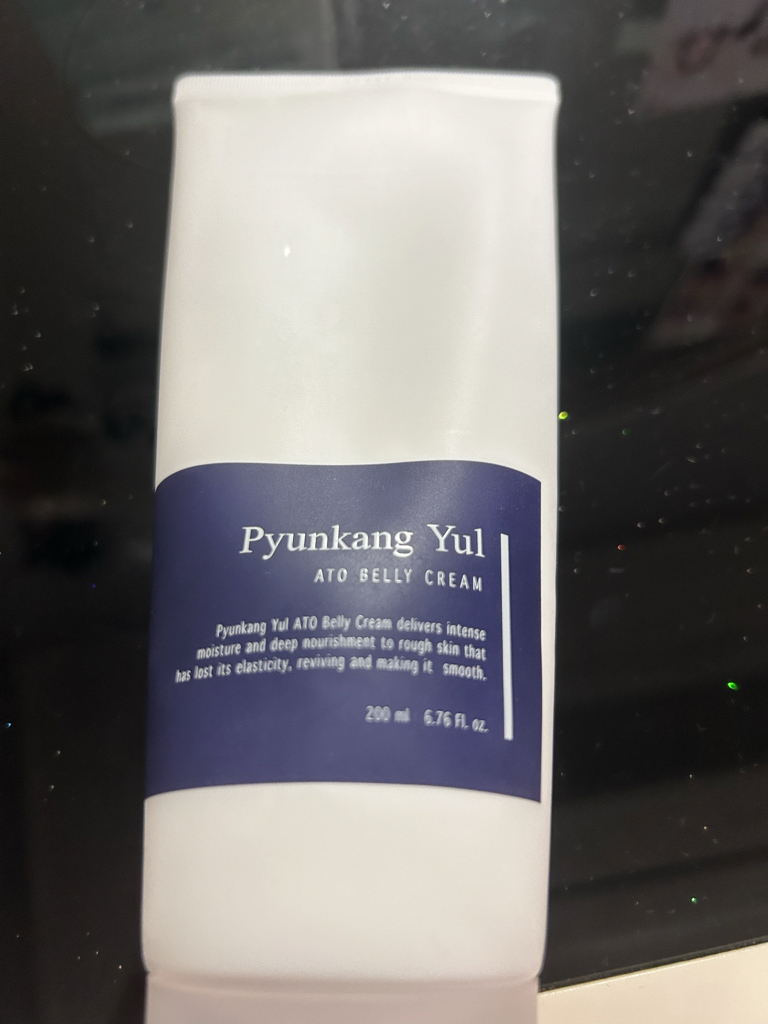 Pyunkang Yul
ATO BELLY CREAM
Pyunkang Yul ATO Belly Cream delivers intense
moisture and deep nourishment to rough skin that
has lost its elasticity, reviving and making it smooth.
200 ml 6.76 Fl. oz.